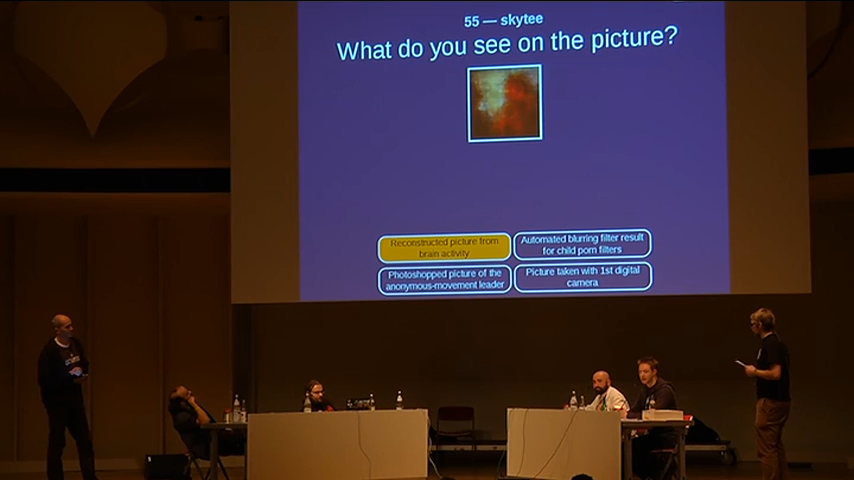 55 — skytee
What do you see on the picture?
Reconstructed picture from
brain activity
Automated blurring filter result
for child porn filters
Photoshopped picture of the
anonymous-movement leader
Picture taken with 1st digital
camera